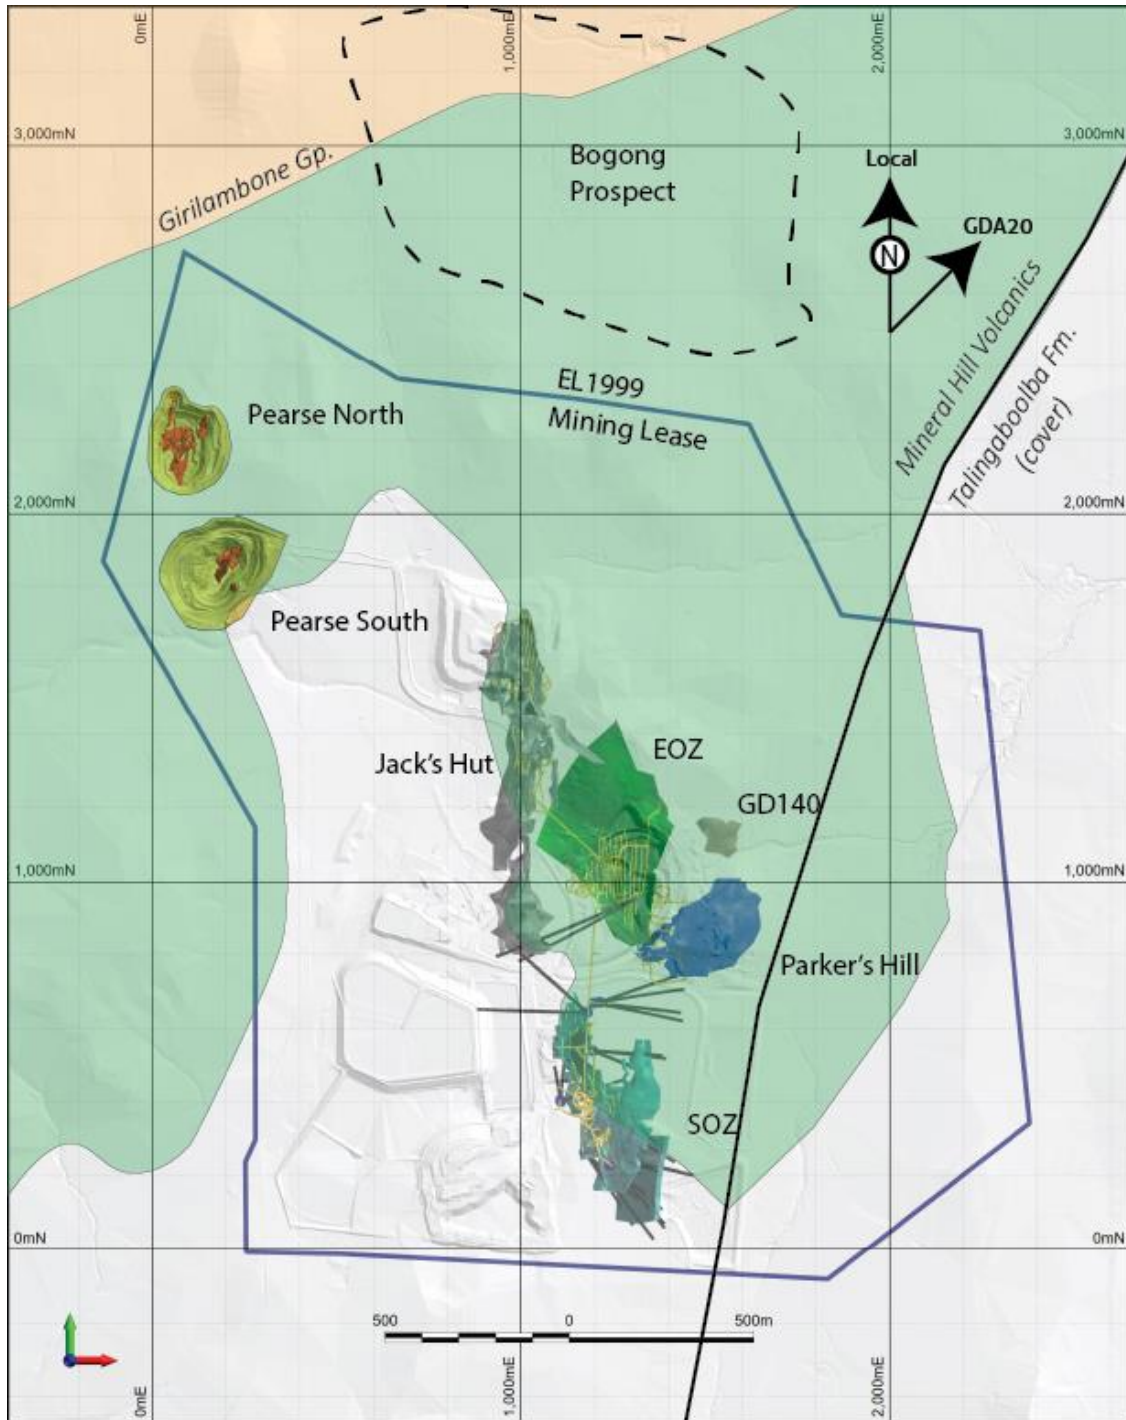 0mE
1,000mE
2,000mE
3,000mN
3,000mN
Girilambone Gp.
Bogong
Prospect
Local
GDA20
N
Mineral Hill Volcanics
Talingaboolba Fm.
(cover)
EL1999
Mining Lease
Pearse North
2,000mN
2,000mN
Pearse South
Jack's Hut
EOZ
GD140
1,000mN
1,000mN
Parker's Hill
SOZ
0mN
0mN
500
0
500m
0mE
1,000mE
2,000mE